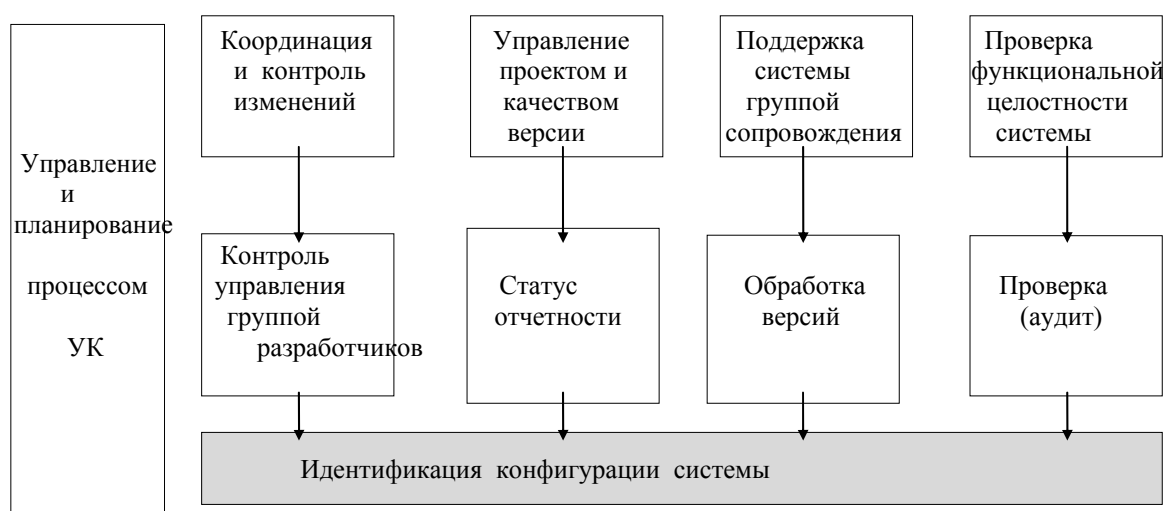 Управление
и
планирование
процессом
УК
Координация
и контроль
изменений
Управление
проектом и
качеством
версии
Поддержка
системы
группой
сопровождения
Проверка
функциональной
целостности
системы
Контроль
управления
группой
разработчиков
Статус
отчетности
Обработка
версий
Проверка
(аудит)
Идентификация конфигурации системы